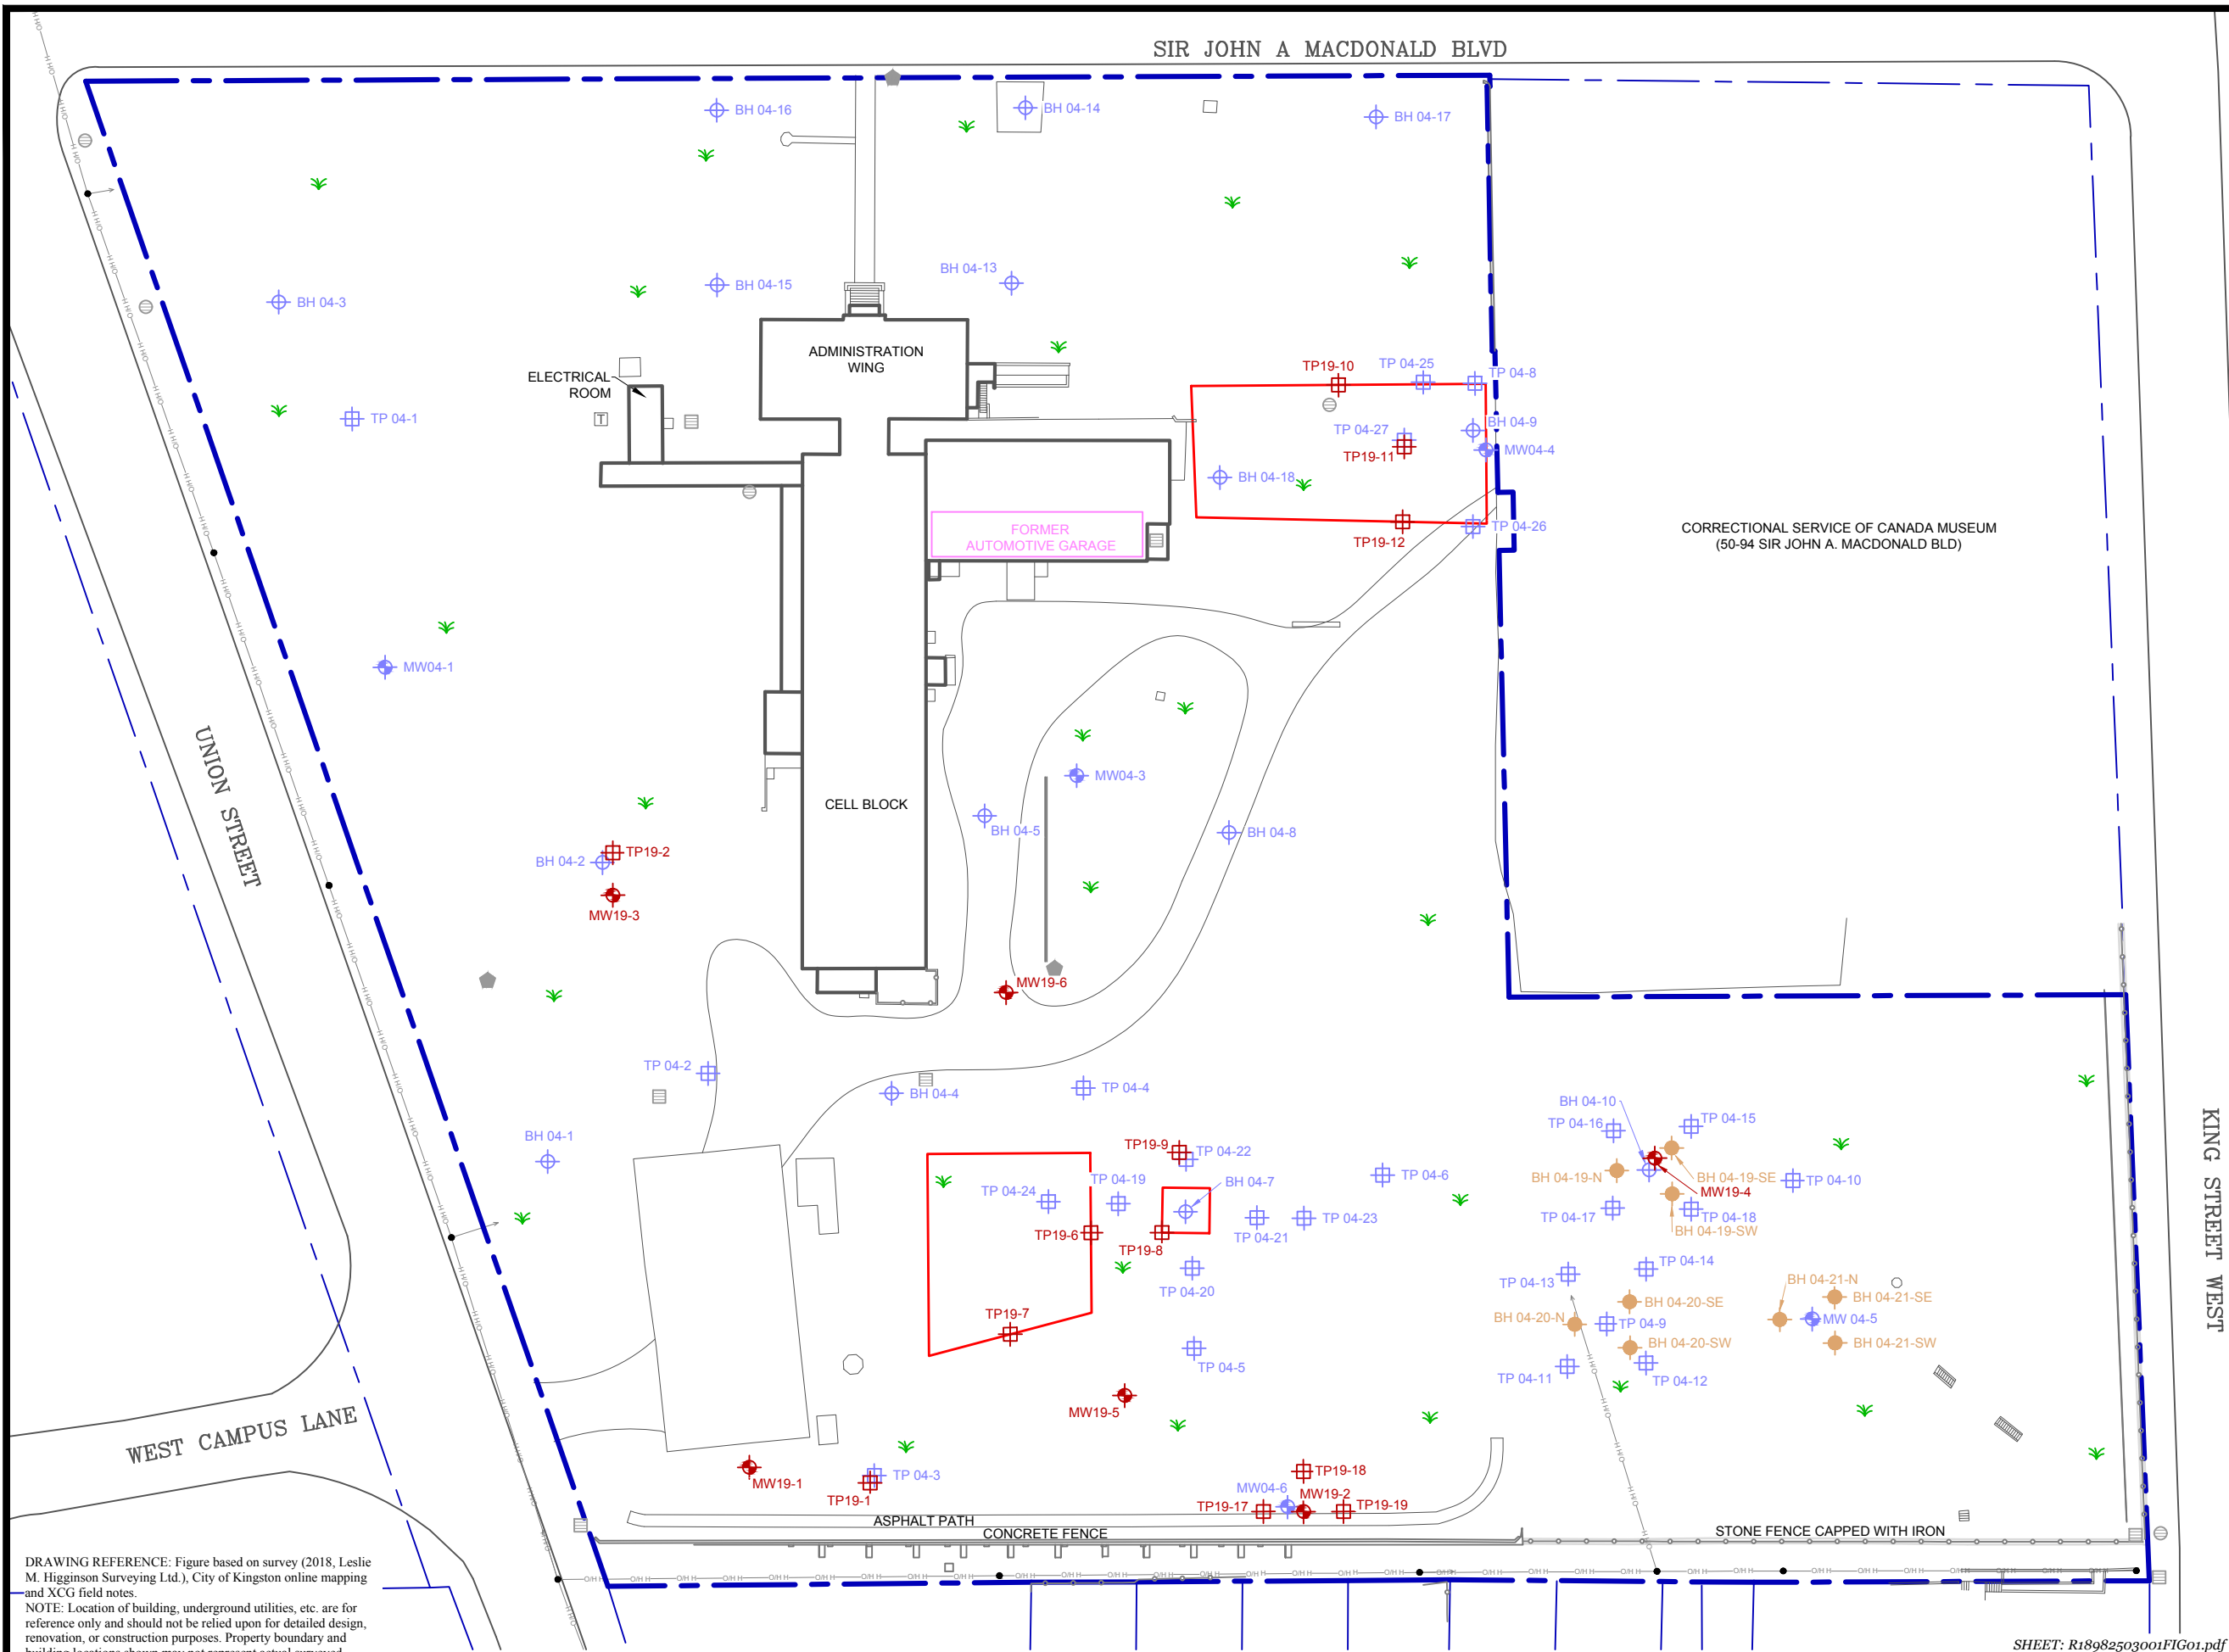 SIR JOHN A MACDONALD BLVD
BH 04-16
BH 04-14
BH 04-17
BH 04-3
BH 04-15
BH 04-13
ADMINISTRATION
WING
ELECTRICAL
ROOM
T
TP 04-1
TP19-10
TP 04-25
TP 04-8
BH 04-9
TP 04-27
TP19-11
MW04-4
BH 04-18
TP19-12
TP 04-26
FORMER
AUTOMOTIVE GARAGE
CORRECTIONAL SERVICE OF CANADA MUSEUM
(50-94 SIR JOHN A. MACDONALD BLD)
MW04-1
UNION STREET
MW04-3
CELL BLOCK
BH 04-5
BH 04-8
BH 04-2
TP19-2
MW19-3
MW19-6
TP 04-2
BH 04-4
TP 04-4
BH 04-1
TP19-9
TP 04-22
TP 04-24
TP 04-19
BH 04-7
TP 04-6
TP19-6
TP19-8
TP 04-21
TP 04-23
TP 04-20
TP19-7
TP 04-5
MW19-5
BH 04-10
TP 04-16
TP 04-15
BH 04-19-N
BH 04-19-SE
MW19-4
TP 04-10
TP 04-17
TP 04-18
BH 04-19-SW
TP 04-14
TP 04-13
BH 04-20-SE
BH 04-20-N
TP 04-9
BH 04-20-SW
TP 04-11
TP 04-12
BH 04-21-N
BH 04-21-SE
MW 04-5
BH 04-21-SW
KING STREET WEST
WEST CAMPUS LANE
MW19-1
TP 04-3
TP19-1
TP19-18
MW04-6
MW19-2
TP19-17
TP19-19
ASPHALT PATH
CONCRETE FENCE
STONE FENCE CAPPED WITH IRON
DRAWING REFERENCE: Figure based on survey (2018, Leslie
M. Higginson Surveying Ltd.), City of Kingston online mapping
and XCG field notes.
NOTE: Location of building, underground utilities, etc. are for
reference only and should not be relied upon for detailed design,
renovation, or construction purposes. Property boundary and
building locations shown may not represent actual surveyed
SHEET: R18982503001FIG01.pdf